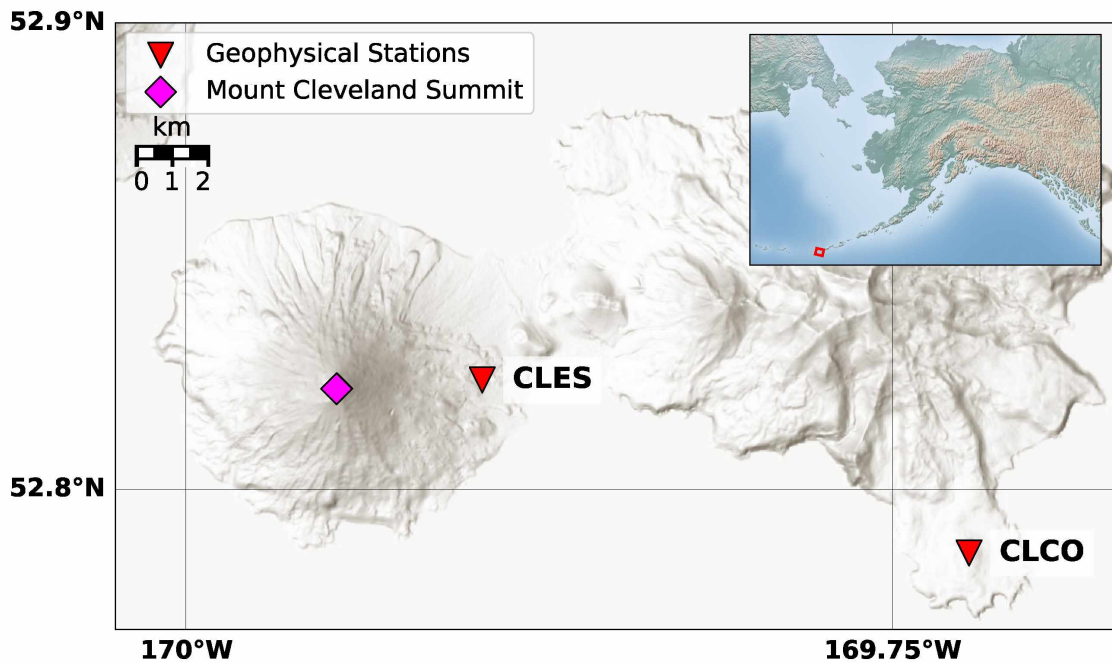 52.9°N
Geophysical Stations
Mount Cleveland Summit
km
0 1 2
CLES
52.8°N
CLCO
170°W
169.75°W